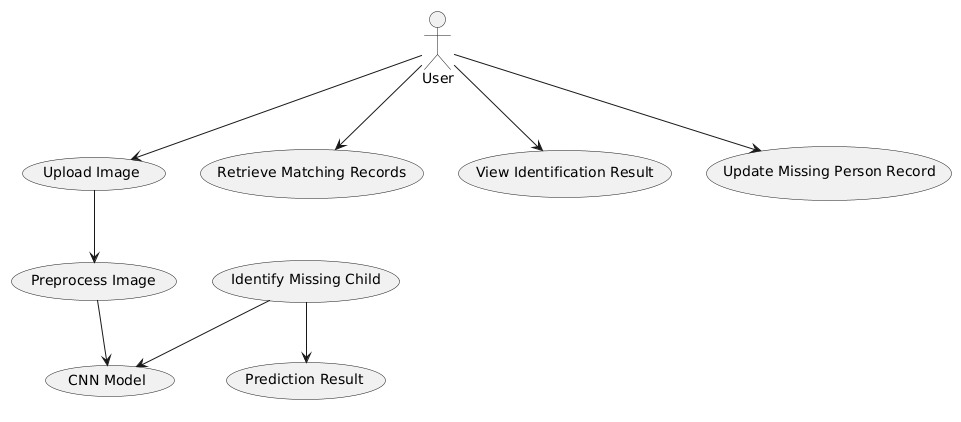 User
Upload Image
Retrieve Matching Records
View Identification Result
Update Missing Person Record
Preprocess Image
Identify Missing Child
CNN Model
Prediction Result